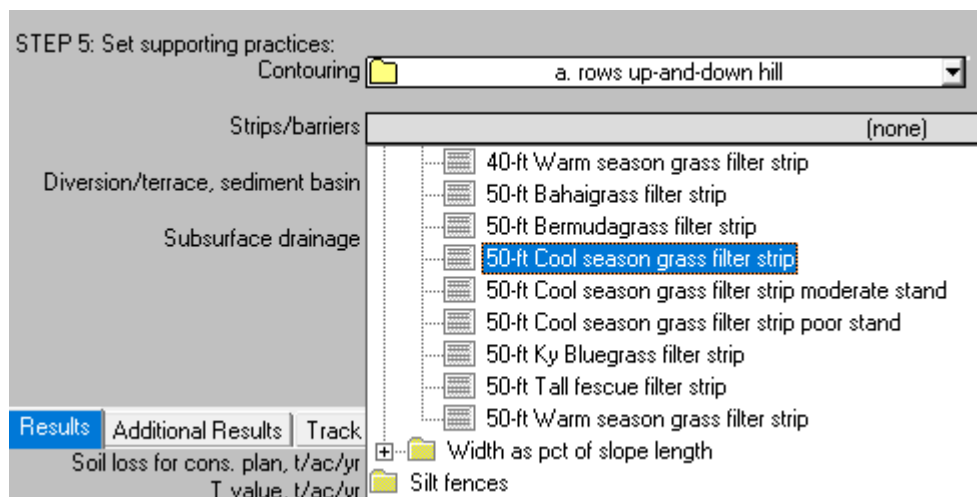 STEP 5: Set supporting practices:
Contouring a. rows up-and-down hill
Strips/barriers (none)
40-ft Warm season grass filter strip
Diversion/terrace, sediment basin
50-ft Bahaigrass filter strip
50-ft Bermudagrass filter strip
Subsurface drainage
50-ft Cool season grass filter strip
50-ft Cool season grass filter strip moderate stand
50-ft Cool season grass filter strip poor stand
50-ft Ky Bluegrass filter strip
50-ft Tall fescue filter strip
50-ft Warm season grass filter strip
Results Additional Results Track
Width as pct of slope length
Soil loss for cons. plan, t/ac/yr
Silt fences
T value, t/ac/yr